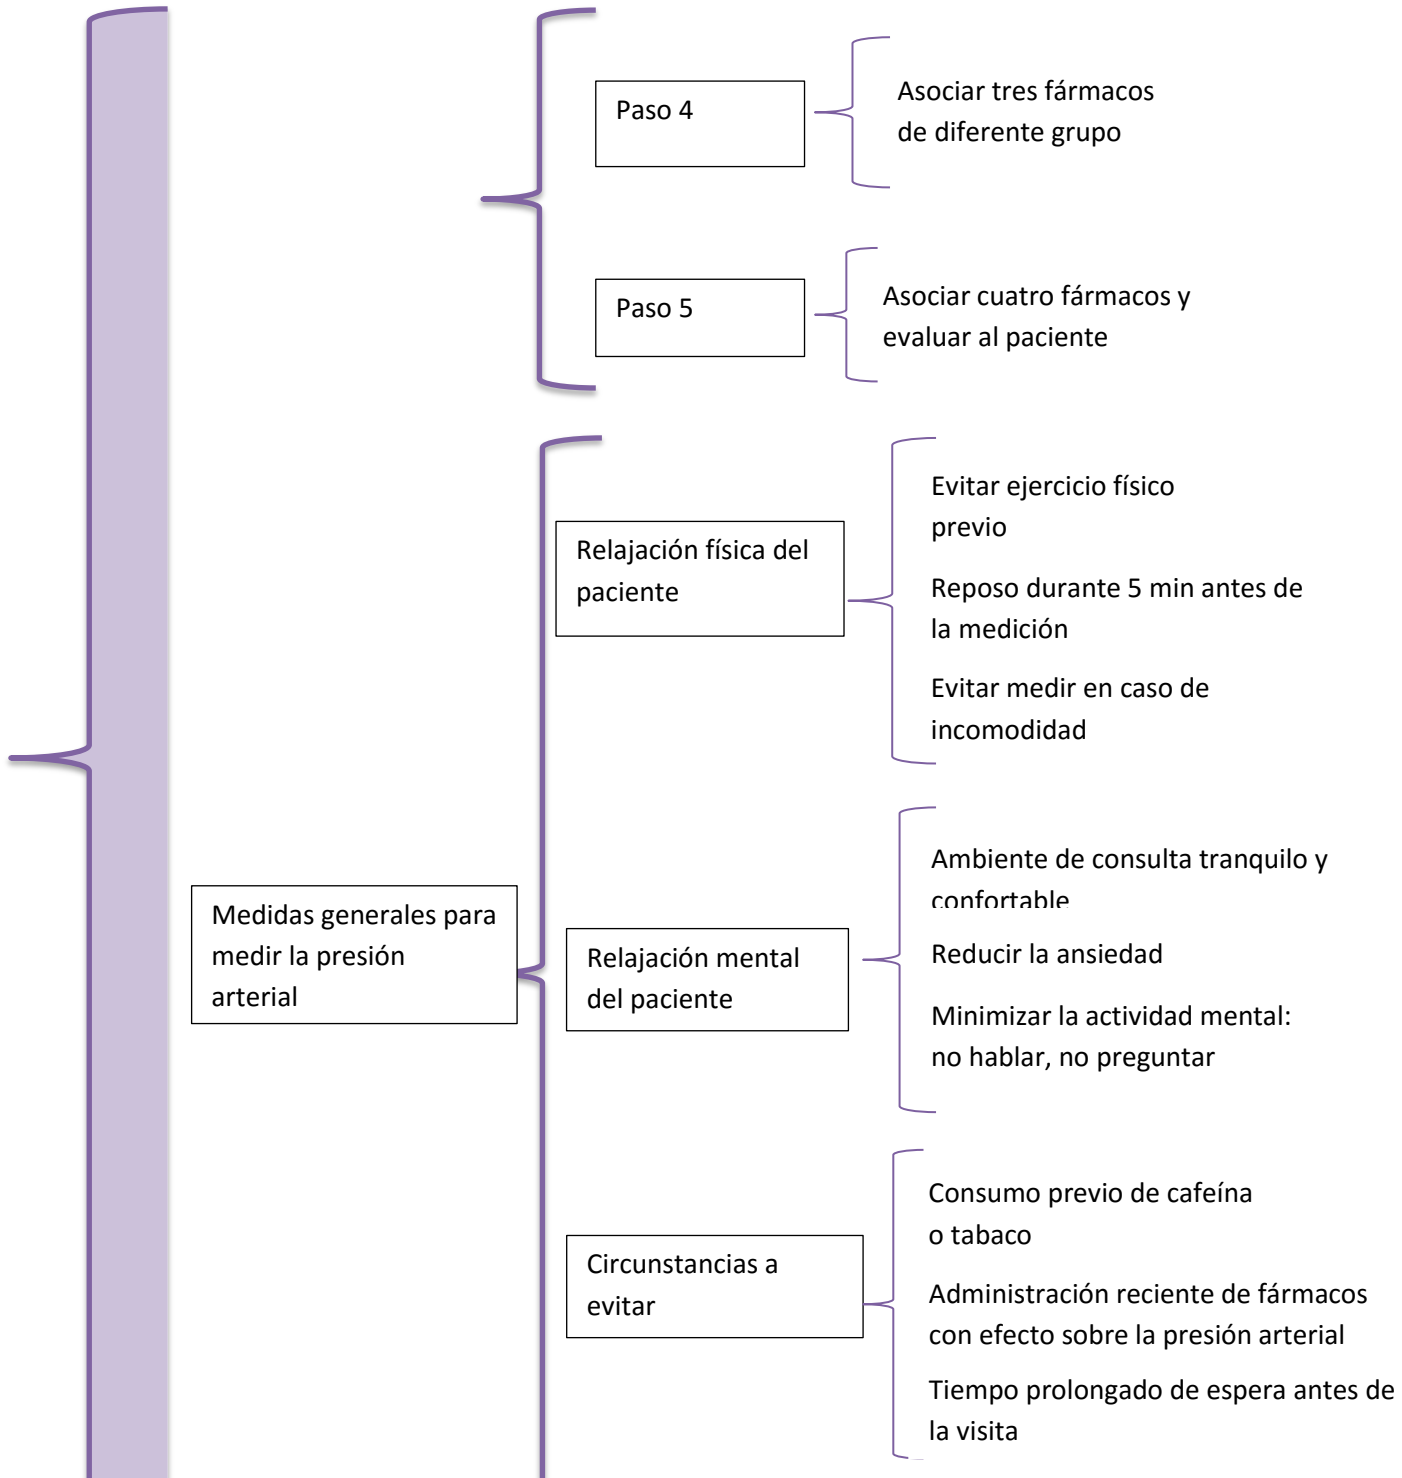 Paso 4
Asociar tres fármacos
de diferente grupo
Paso 5
Asociar cuatro fármacos y
evaluar al paciente
Medidas generales para
medir la presión
arterial
Relajación física del
paciente
Evitar ejercicio físico
previo
Reposo durante 5 min antes de
la medición
Evitar medir en caso de
incomodidad
Relajación mental
del paciente
Ambiente de consulta tranquilo y
confortable
Reducir la ansiedad
Minimizar la actividad mental:
no hablar, no preguntar
Circunstancias a
evitar
Consumo previo de cafeína
o tabaco
Administración reciente de fármacos
con efecto sobre la presión arterial
Tiempo prolongado de espera antes de
la visita